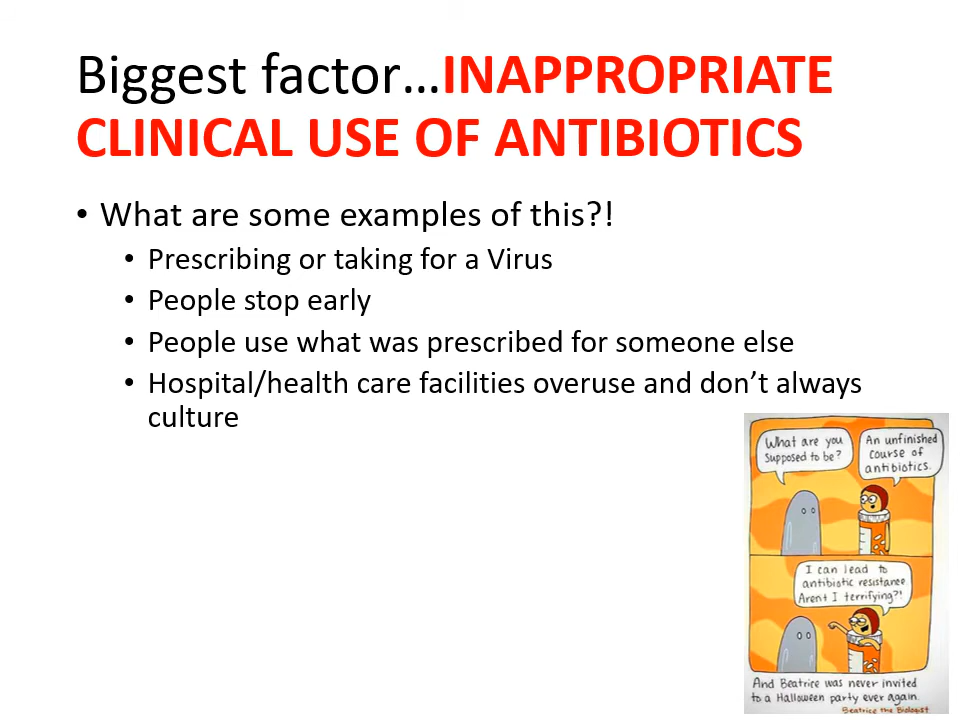 Biggest factor…INAPPROPRIATE
CLINICAL USE OF ANTIBIOTICS
• What are some examples of this?!
• Prescribing or taking for a Virus
• People stop early
• People use what was prescribed for someone else
• Hospital/health care facilities overuse and don’t always
culture
What are you
supposed to be?
An unfinished
course of
antibiotics.
I can lead to
antibiotic resistance.
Aren't I terrifying?!
And Beatrice was never invited
to a Halloween party ever again.
Beatrice the Biologist